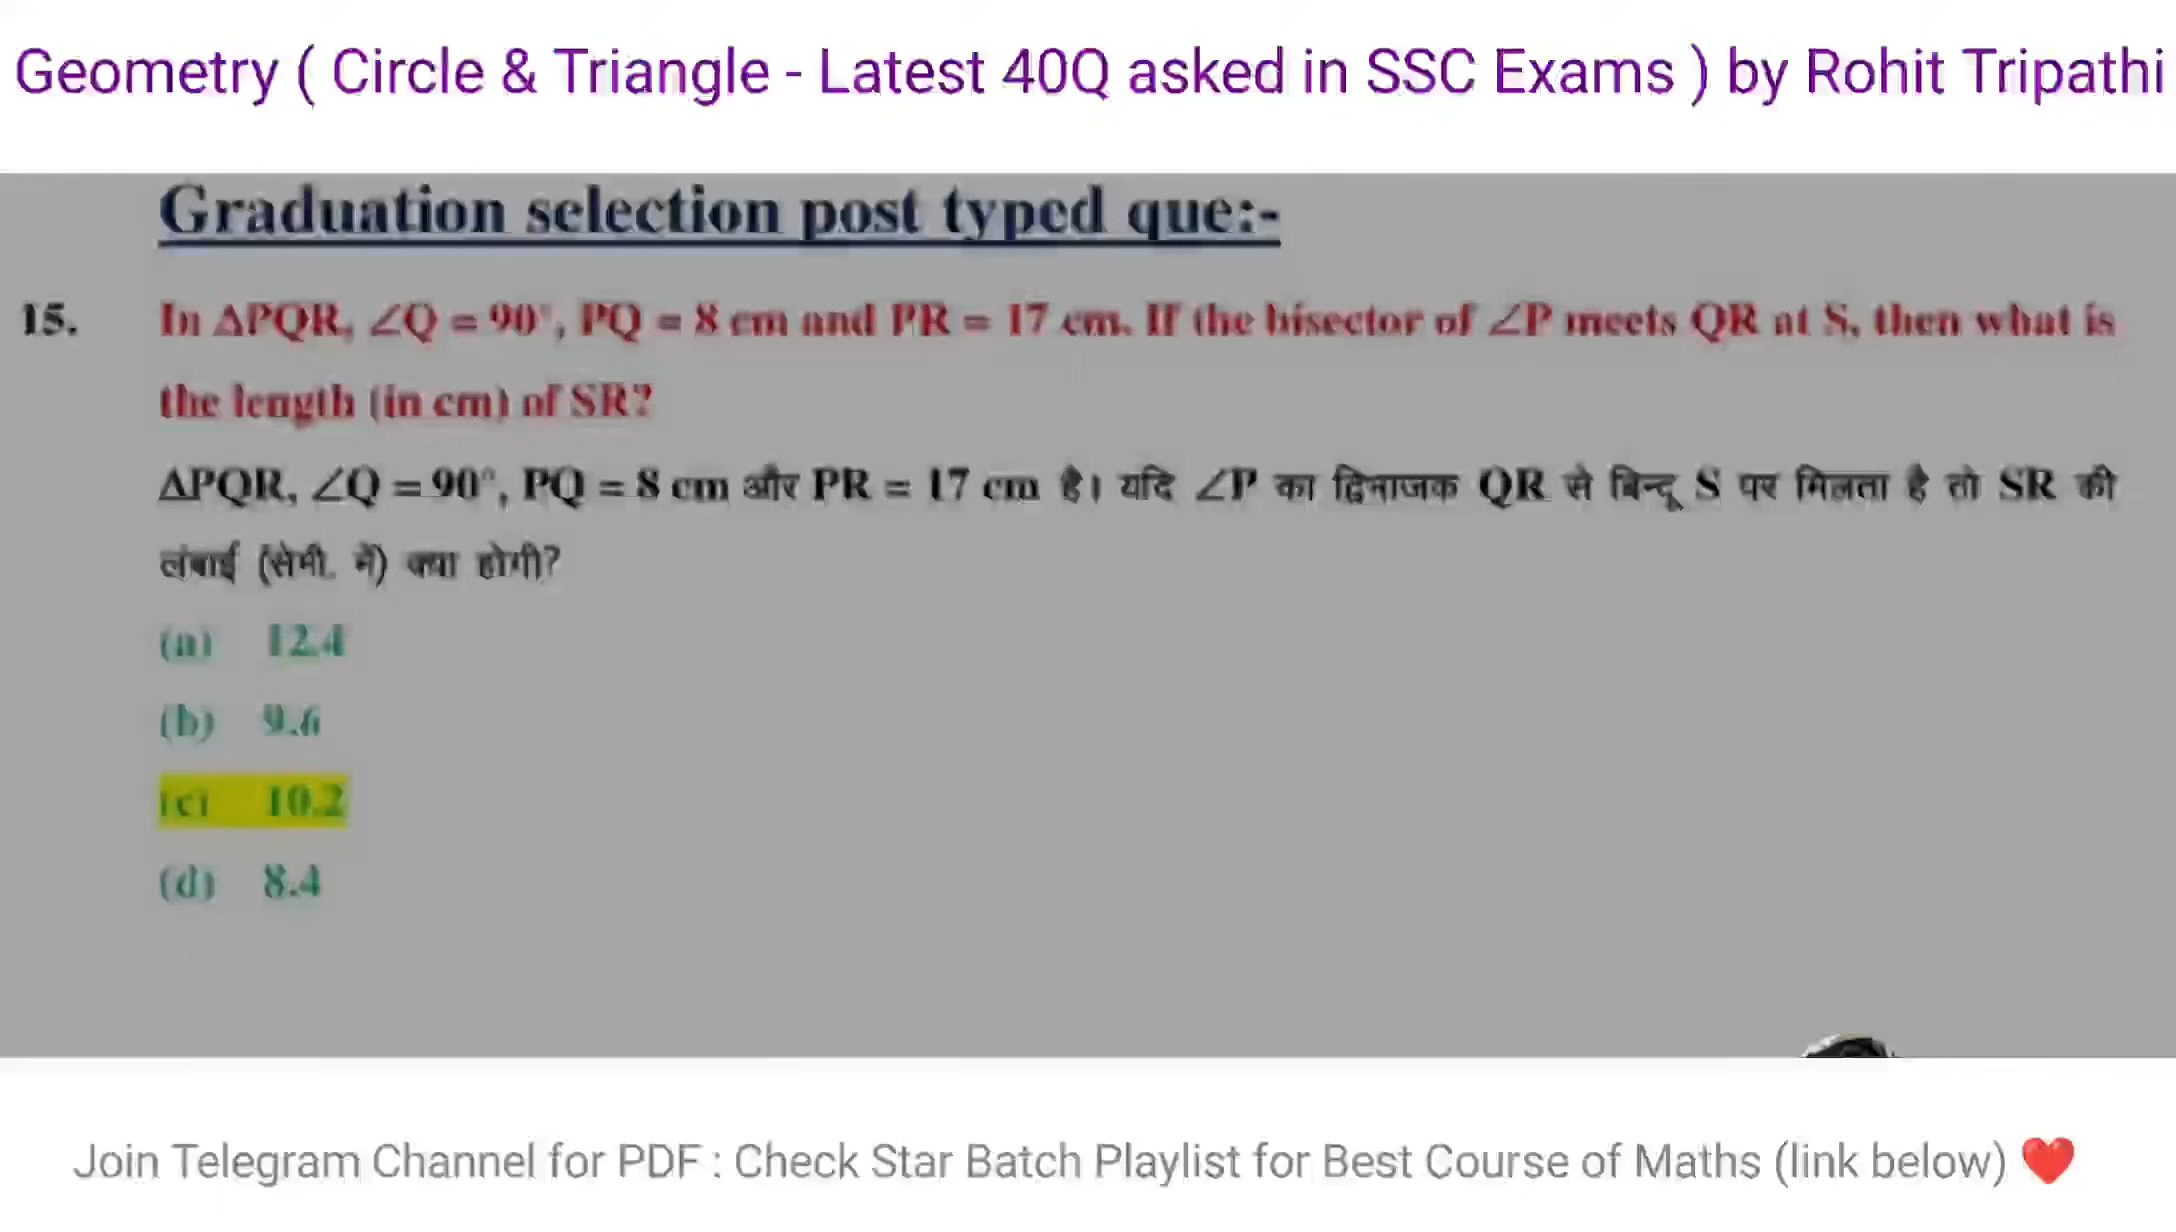 Geometry ( Circle & Triangle - Latest 40Q asked in SSC Exams ) by Rohit Tripathi
Graduation selection post typed que:-
15. In ΔPQR, ∠Q = 90°, PQ = 8 cm and PR = 17 cm. If the bisector of ∠P meets QR at S, then what is
the length (in cm) of SR?
ΔPQR, ∠Q = 90°, PQ = 8 cm और PR = 17 cm है। यदि ∠P का द्विभाजक QR से बिन्दू S पर मिलता है तो SR की
लंबाई (सेमी. में) क्या होगी?
(a) 12.4
(b) 9.6
(c) 10.2
(d) 8.4
Join Telegram Channel for PDF : Check Star Batch Playlist for Best Course of Maths (link below) ❤️